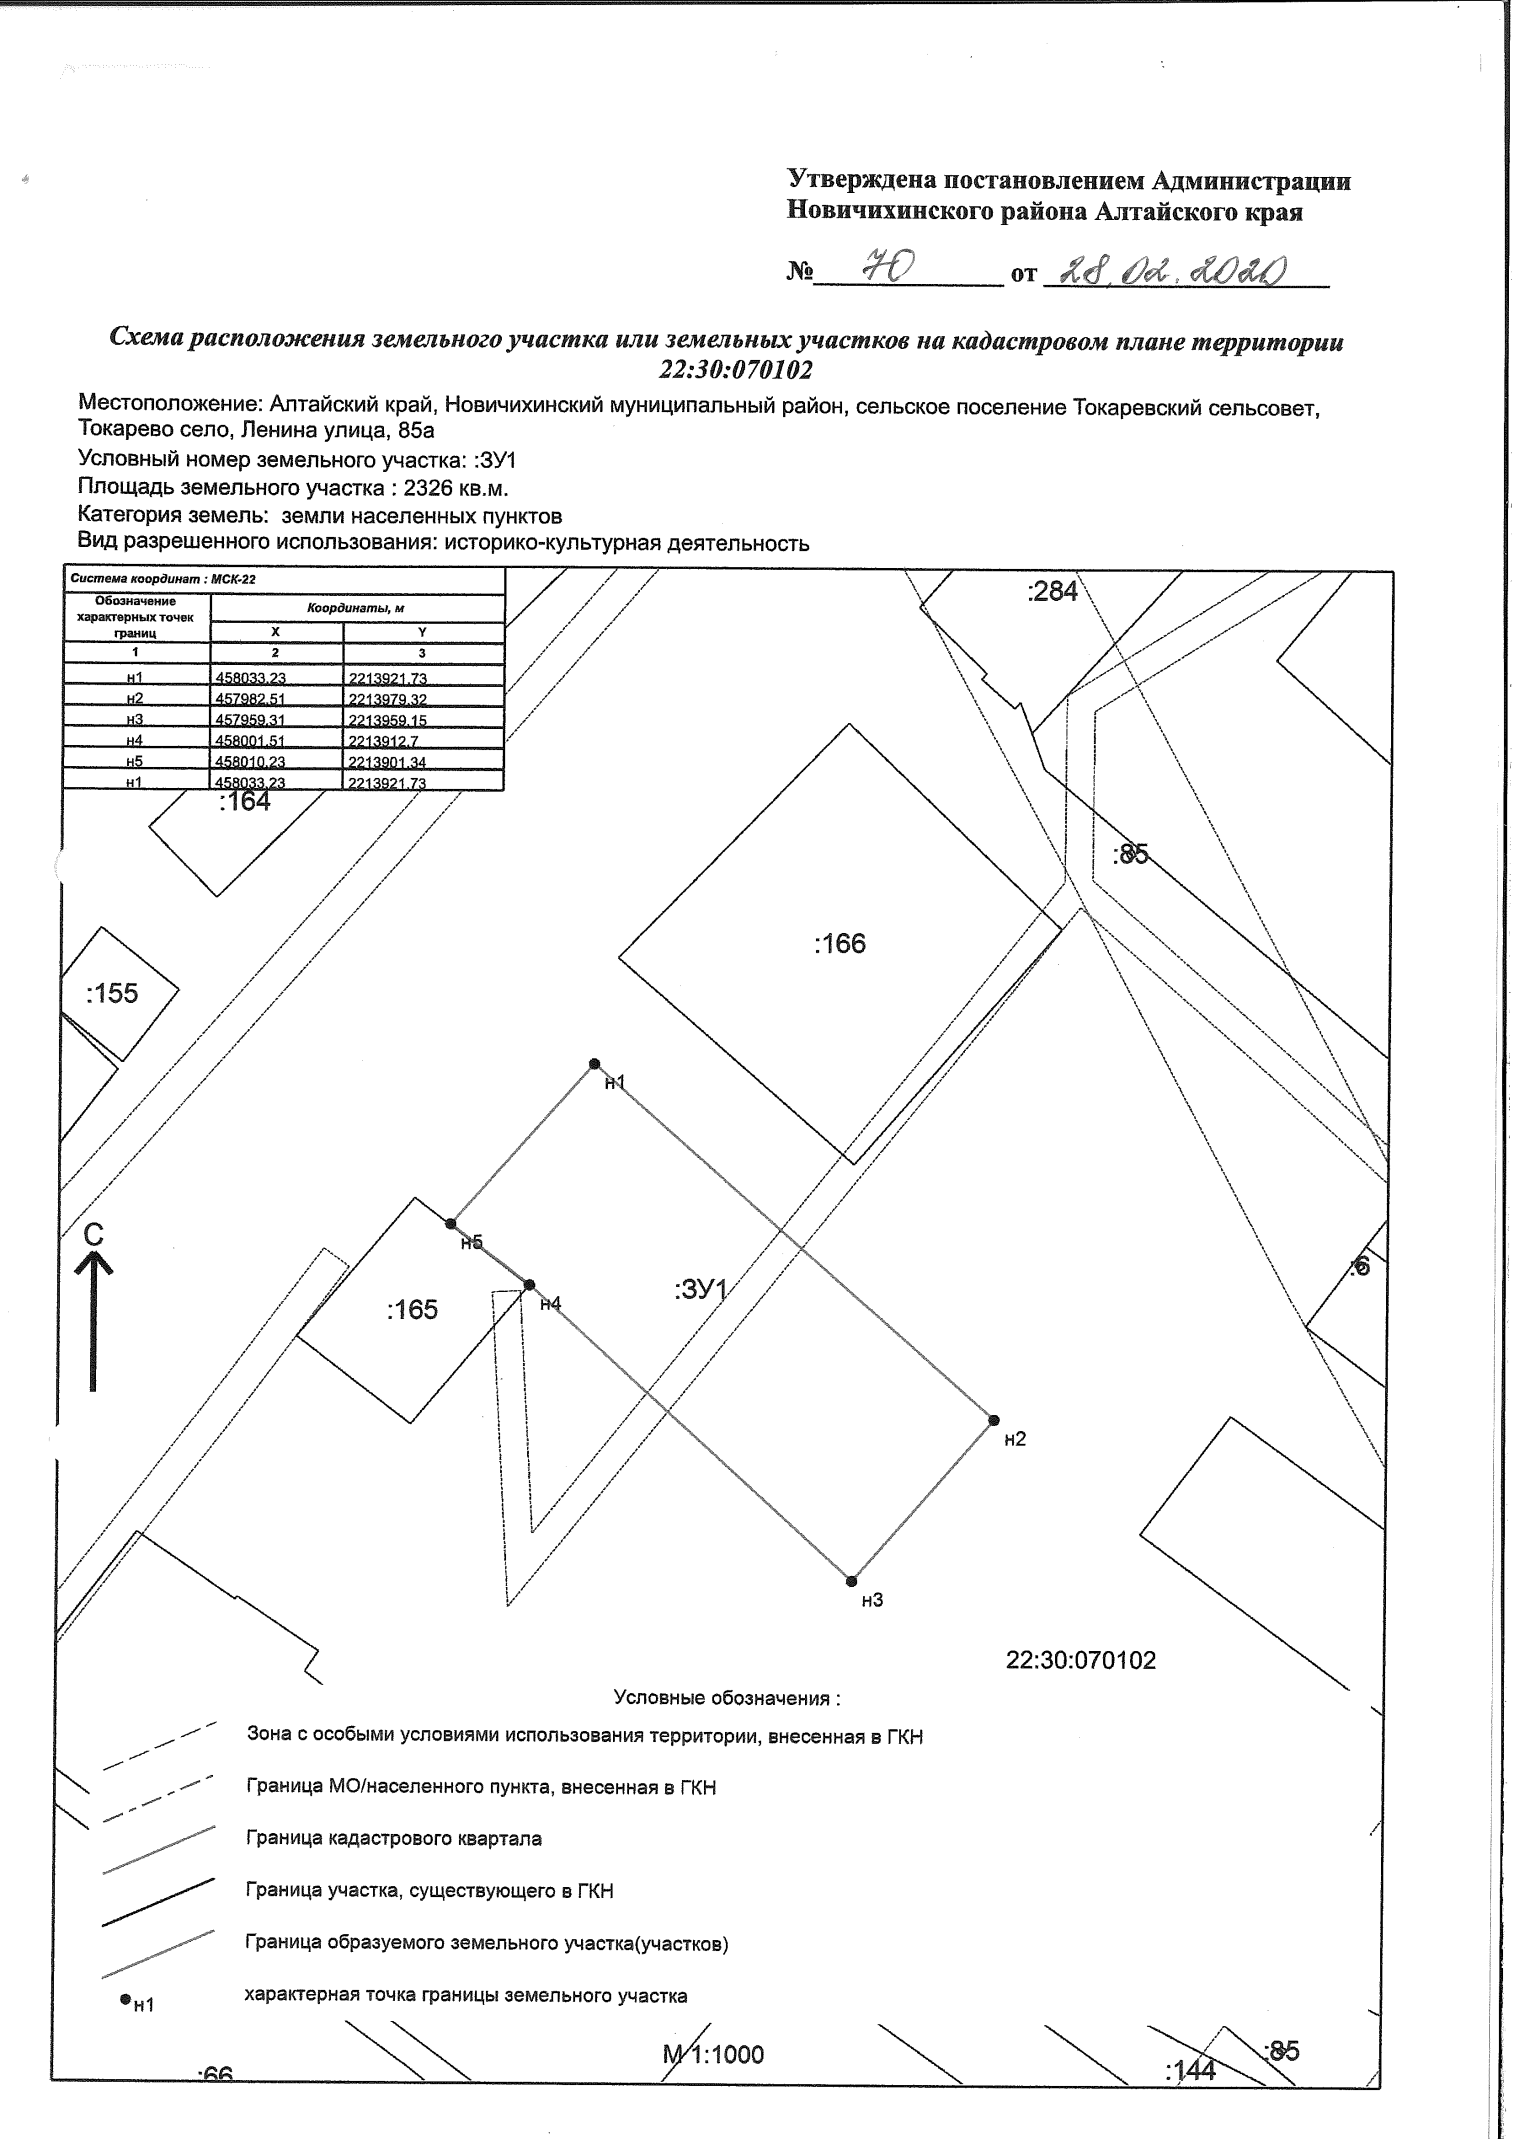 Утверждена постановлением Администрации
Новичихинского района Алтайского края
№ 70 от 28.02.2020
Схема расположения земельного участка или земельных участков на кадастровом плане территории
22:30:070102
Местоположение: Алтайский край, Новичихинский муниципальный район, сельское поселение Токаревский сельсовет,
Токарево село, Ленина улица, 85а
Условный номер земельного участка: :ЗУ1
Площадь земельного участка : 2326 кв.м.
Категория земель: земли населенных пунктов
Вид разрешенного использования: историко-культурная деятельность
Система координат : МСК-22
Обозначение характерных точек границ Координаты, м
X Y
1 2 3
н1 458033.23 2213921.73
н2 457982.51 2213979.32
н3 457959.31 2213959.15
н4 458001.51 2213912.7
н5 458010.23 2213901.34
н1 458033.23 2213921.73
:284
:164
:85
:166
:155
н1
С
н5
:6
:ЗУ1
н4
:165
н2
н3
22:30:070102
Условные обозначения :
Зона с особыми условиями использования территории, внесенная в ГКН
Граница МО/населенного пункта, внесенная в ГКН
Граница кадастрового квартала
Граница участка, существующего в ГКН
Граница образуемого земельного участка(участков)
н1 характерная точка границы земельного участка
М 1:1000
:85
:144
:66